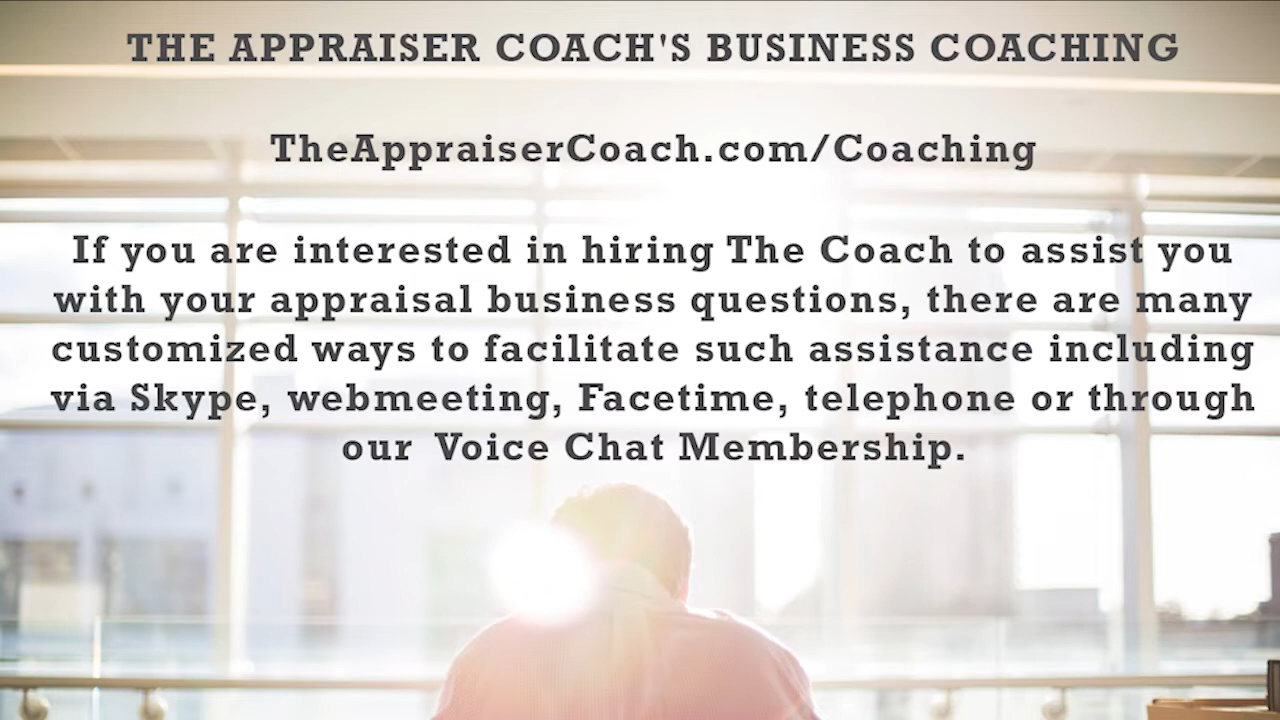 THE APPRAISER COACH'S BUSINESS COACHING
TheAppraiserCoach.com/Coaching
If you are interested in hiring The Coach to assist you
with your appraisal business questions, there are many
customized ways to facilitate such assistance including
via Skype, webmeeting, Facetime, telephone or through
our  Voice Chat Membership.